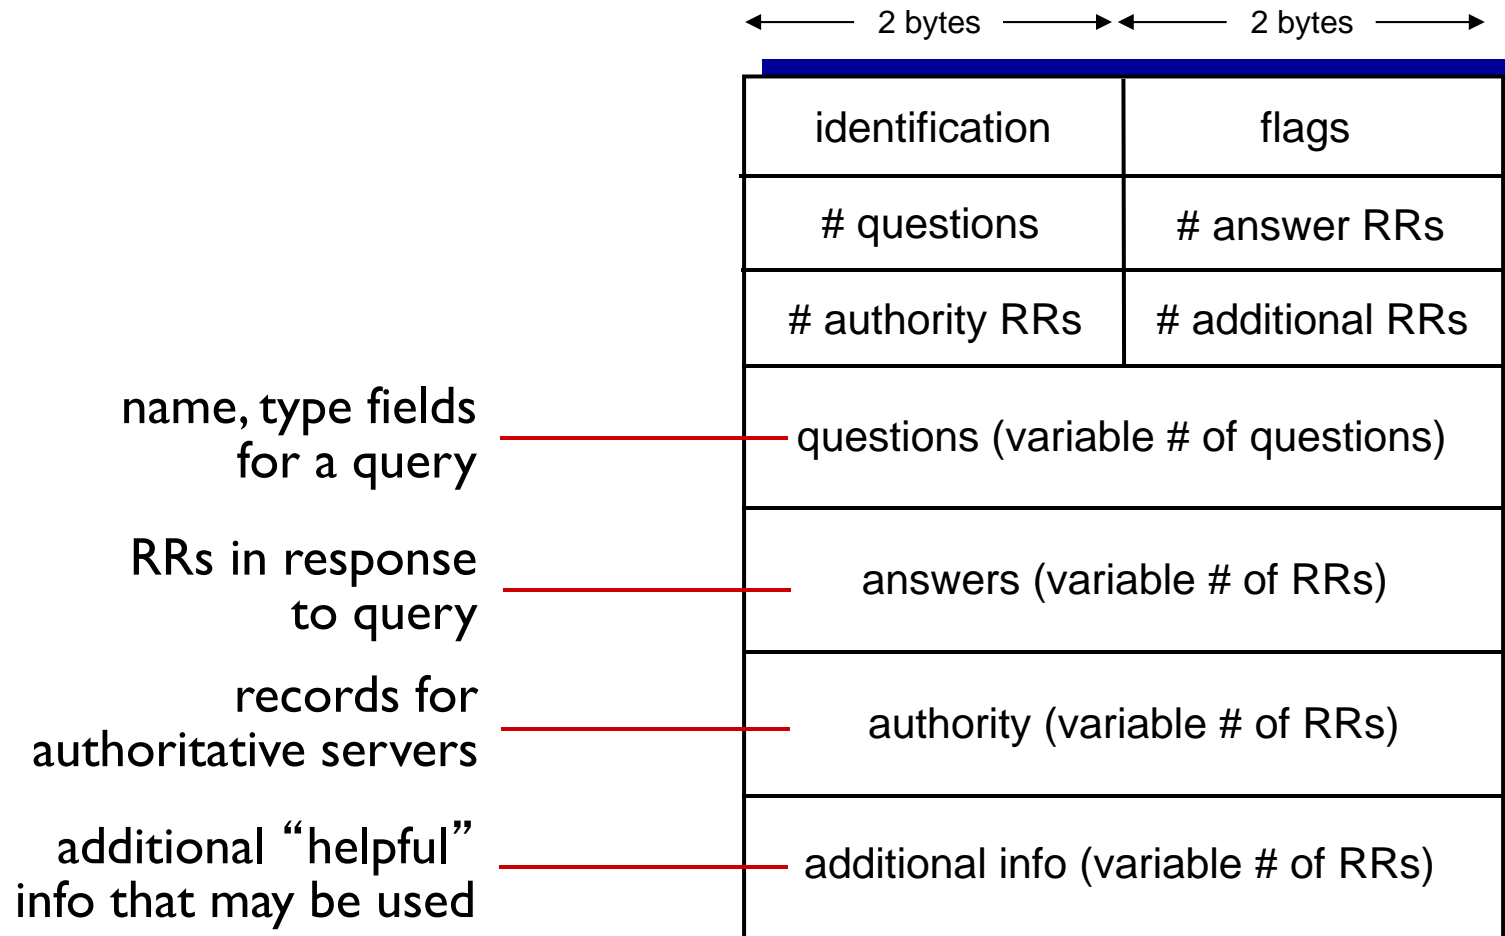 2 bytes 2 bytes
identification flags
# questions # answer RRs
# authority RRs # additional RRs
name, type fields
for a query
questions (variable # of questions)
RRs in response
to query
answers (variable # of RRs)
records for
authoritative servers
authority (variable # of RRs)
additional “helpful”
info that may be used
additional info (variable # of RRs)